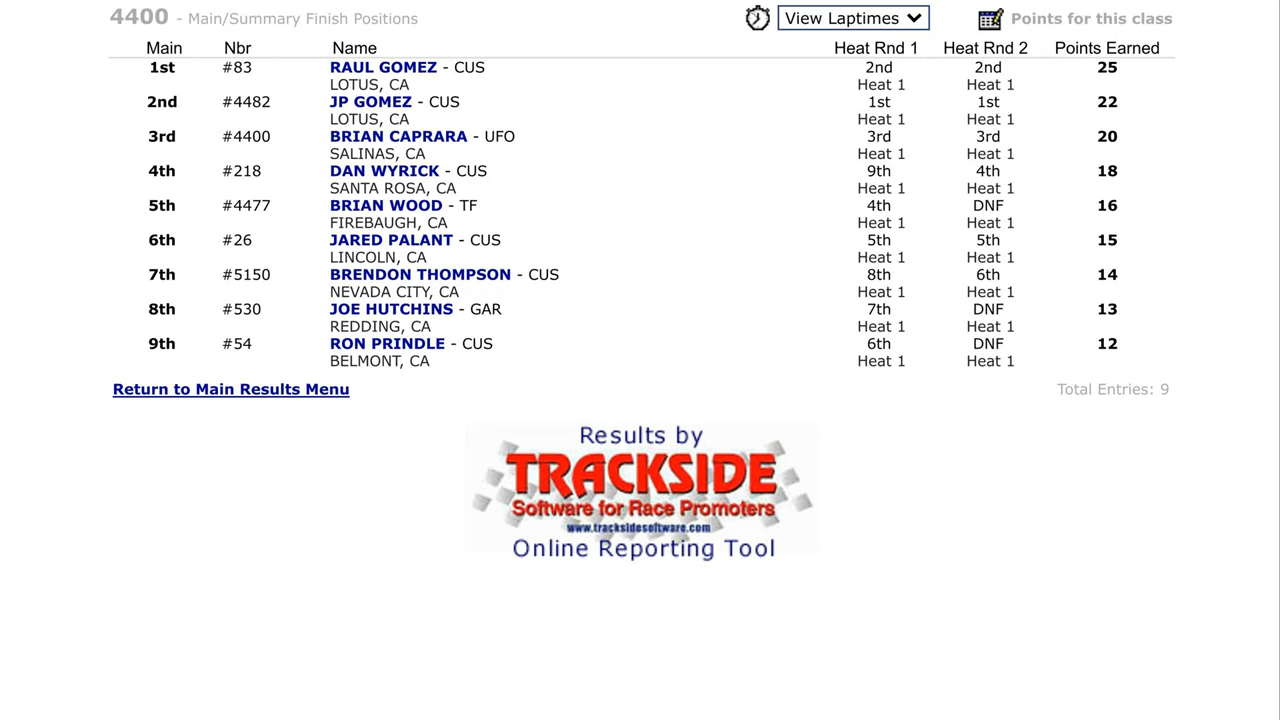 4400 - Main/Summary Finish Positions View Laptimes Points for this class
Main Nbr Name Heat Rnd 1 Heat Rnd 2 Points Earned
1st #83 RAUL GOMEZ - CUS 2nd 2nd 25
LOTUS, CA Heat 1 Heat 1
2nd #4482 JP GOMEZ - CUS 1st 1st 22
LOTUS, CA Heat 1 Heat 1
3rd #4400 BRIAN CAPRARA - UFO 3rd 3rd 20
SALINAS, CA Heat 1 Heat 1
4th #218 DAN WYRICK - CUS 9th 4th 18
SANTA ROSA, CA Heat 1 Heat 1
5th #4477 BRIAN WOOD - TF 4th DNF 16
FIREBAUGH, CA Heat 1 Heat 1
6th #26 JARED PALANT - CUS 5th 5th 15
LINCOLN, CA Heat 1 Heat 1
7th #5150 BRENDON THOMPSON - CUS 8th 6th 14
NEVADA CITY, CA Heat 1 Heat 1
8th #530 JOE HUTCHINS - GAR 7th DNF 13
REDDING, CA Heat 1 Heat 1
9th #54 RON PRINDLE - CUS 6th DNF 12
BELMONT, CA Heat 1 Heat 1
Return to Main Results Menu Total Entries: 9
Results by
TRACKSIDE
Software for Race Promoters
www.tracksidesoftware.com
Online Reporting Tool